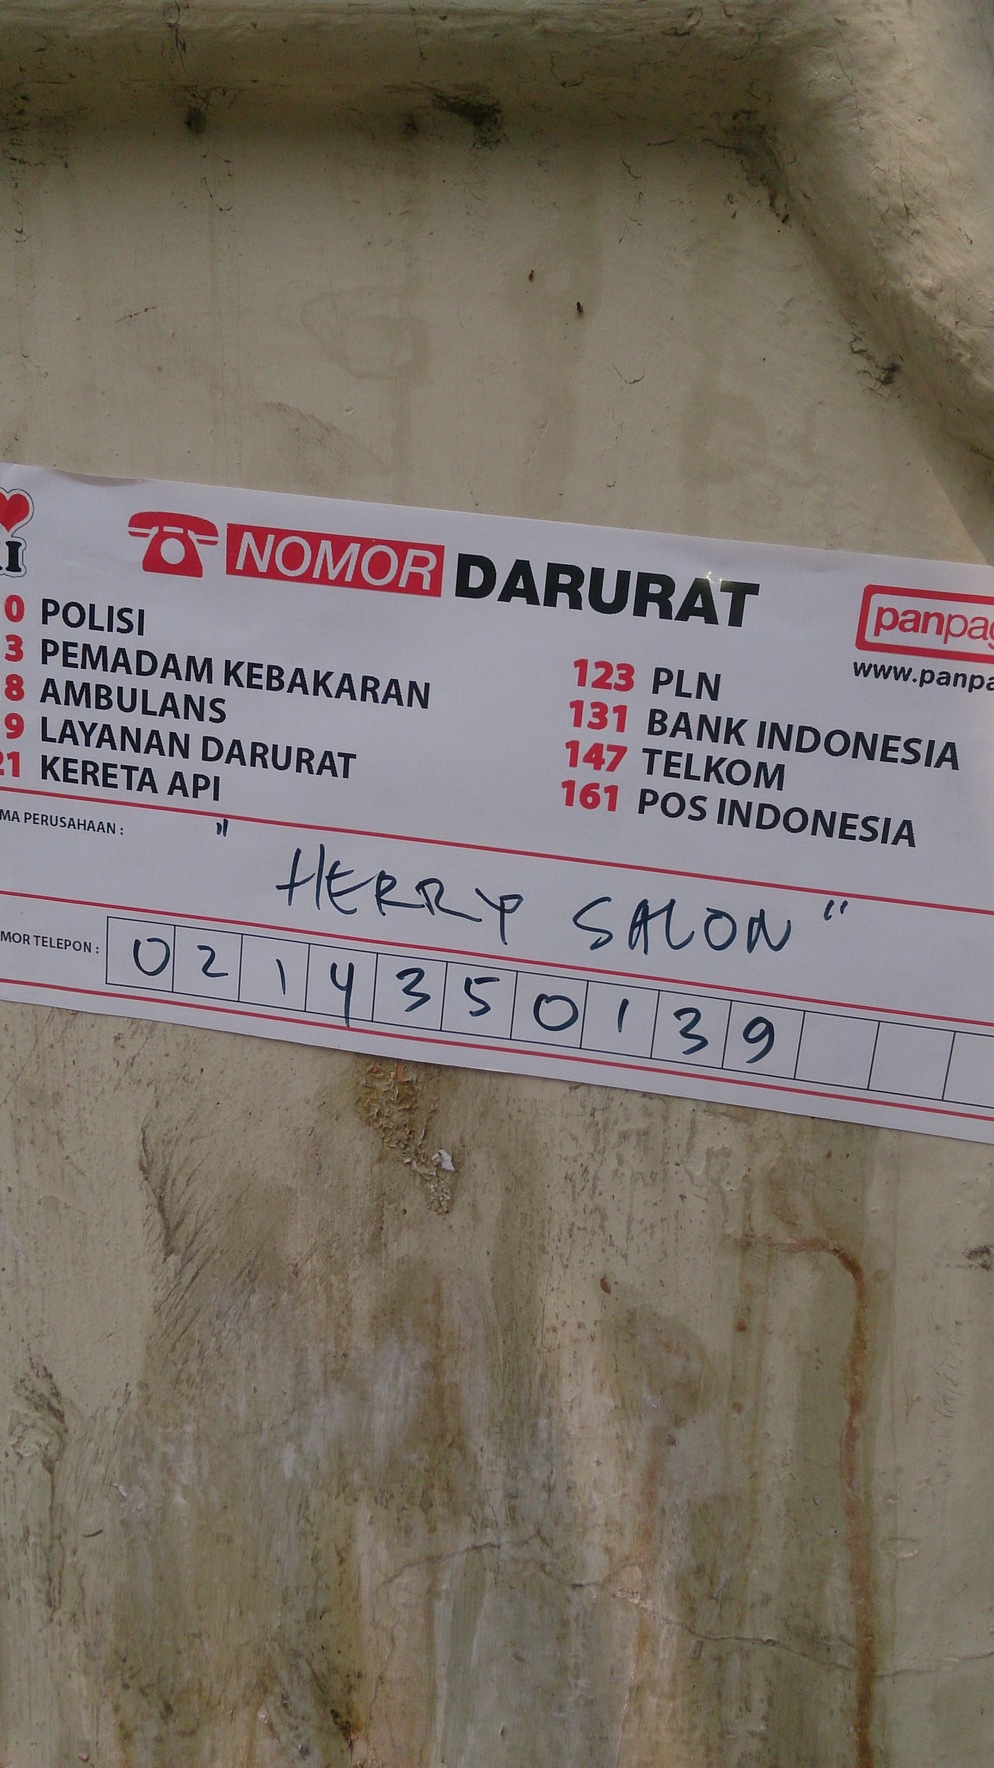 NOMOR DARURAT
0 POLISI
3 PEMADAM KEBAKARAN
8 AMBULANS
9 LAYANAN DARURAT
21 KERETA API
123 PLN
131 BANK INDONESIA
147 TELKOM
161 POS INDONESIA
panpag
www.panpa
MA PERUSAHAAN :
" HERRY SALON "
MOR TELEPON :
0214350139